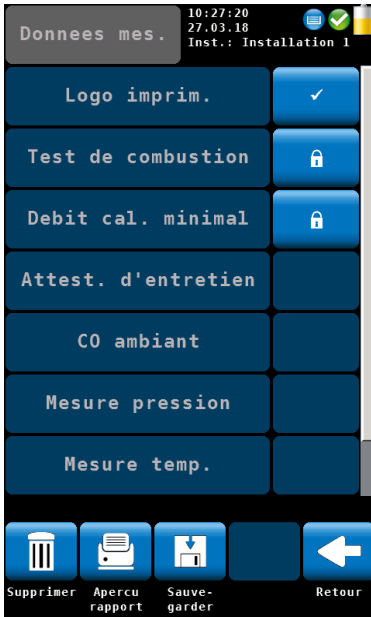 Donnees mes.
10:27:20
27.03.18
Inst.: Installation 1
Logo imprim.
Test de combustion
Debit cal. minimal
Attest. d'entretien
CO ambiant
Mesure pression
Mesure temp.
Supprimer
Apercu
rapport
Sauve-
garder
Retour